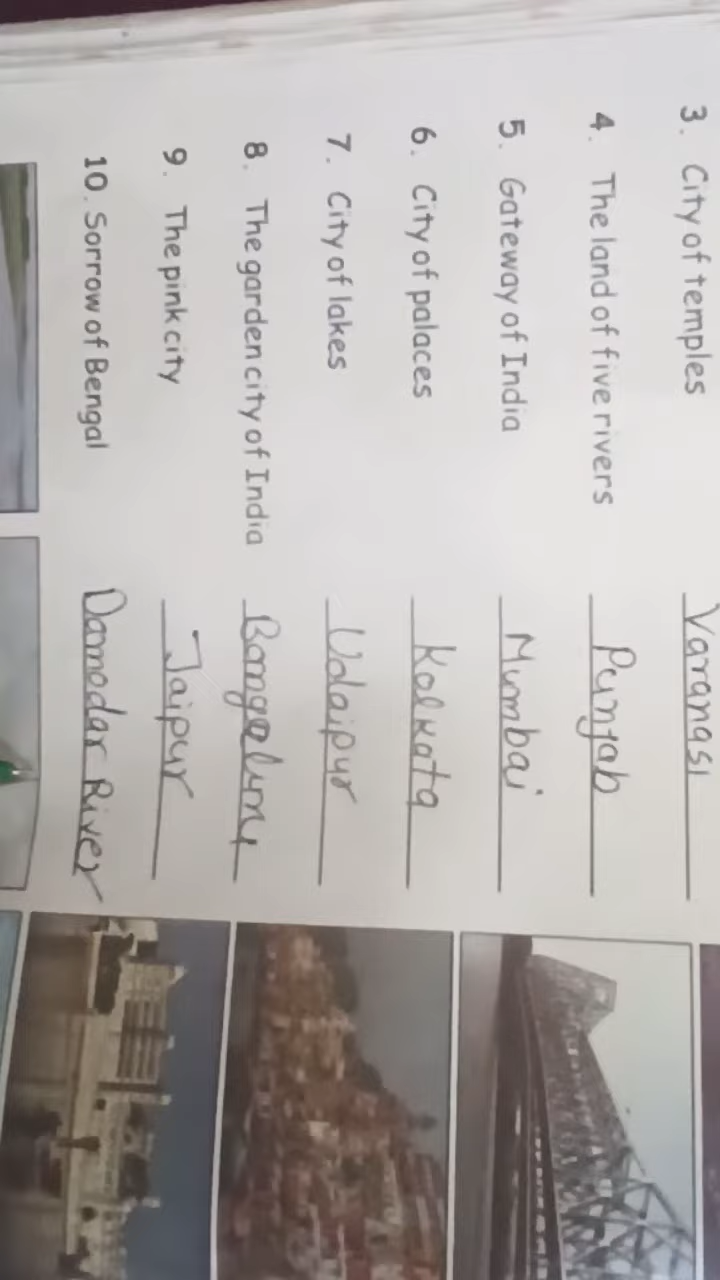 3. City of temples Varanasi
4. The land of five rivers Punjab
5. Gateway of India Mumbai
6. City of palaces Kolkata
7. City of lakes Udaipur
8. The garden city of India
9. The pink city Jaipur
10. Sorrow of Bengal Damodar River